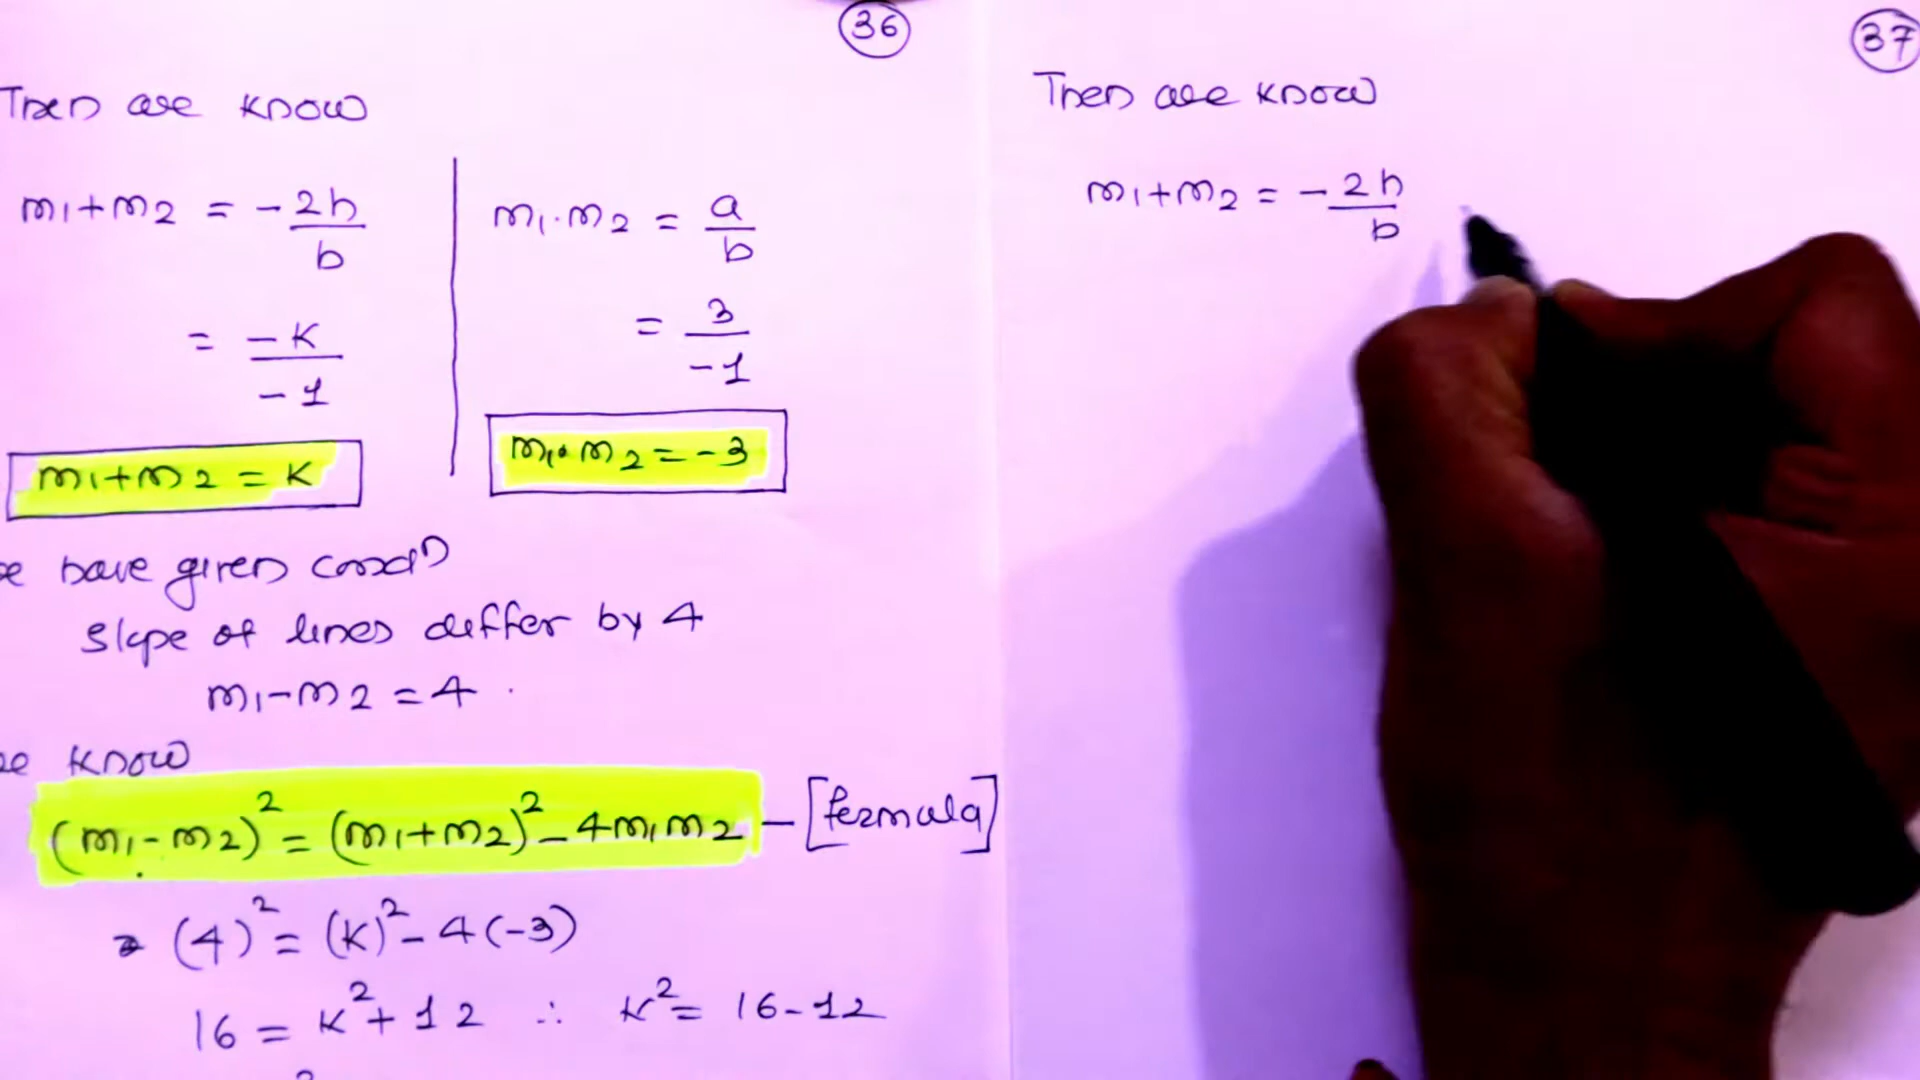 36
Then we know
m1+m2 = -2h/b
= -k/-1
m1+m2 = k
m1.m2 = a/b
= 3/-1
m1.m2 = -3
have given condn
slope of lines differ by 4
m1-m2 = 4
know
(m1-m2)² = (m1+m2)² - 4m1m2 - [formula]
(4)² = (k)² - 4(-3)
16 = k² + 12 ∴ k² = 16-12
37
Then we know
m1+m2 = -2h/b